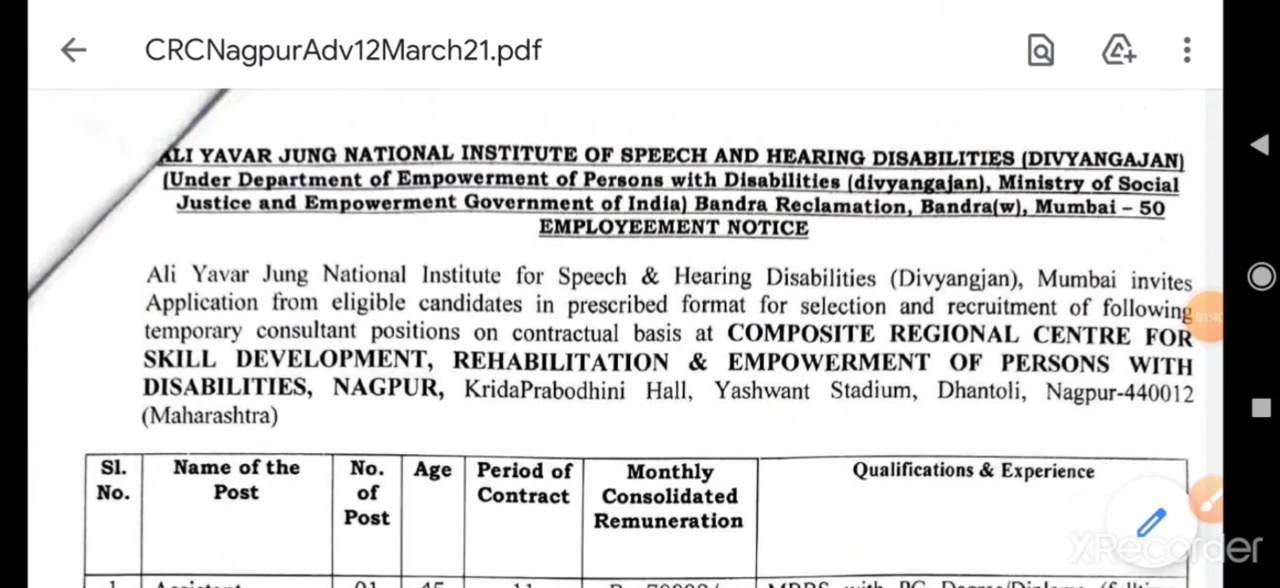 CRCNagpurAdv12March21.pdf
ALI YAVAR JUNG NATIONAL INSTITUTE OF SPEECH AND HEARING DISABILITIES (DIVYANGAJAN)
(Under Department of Empowerment of Persons with Disabilities (divyangajan), Ministry of Social
Justice and Empowerment Government of India) Bandra Reclamation, Bandra(w), Mumbai – 50
EMPLOYEEMENT NOTICE
Ali Yavar Jung National Institute for Speech & Hearing Disabilities (Divyangjan), Mumbai invites
Application from eligible candidates in prescribed format for selection and recruitment of following
temporary consultant positions on contractual basis at COMPOSITE REGIONAL CENTRE FOR
SKILL DEVELOPMENT, REHABILITATION & EMPOWERMENT OF PERSONS WITH
DISABILITIES, NAGPUR, KridaPrabodhini Hall, Yashwant Stadium, Dhantoli, Nagpur-440012
(Maharashtra)
Sl. No. Name of the Post No. of Post Age Period of Contract Monthly Consolidated Remuneration Qualifications & Experience
XRecorder